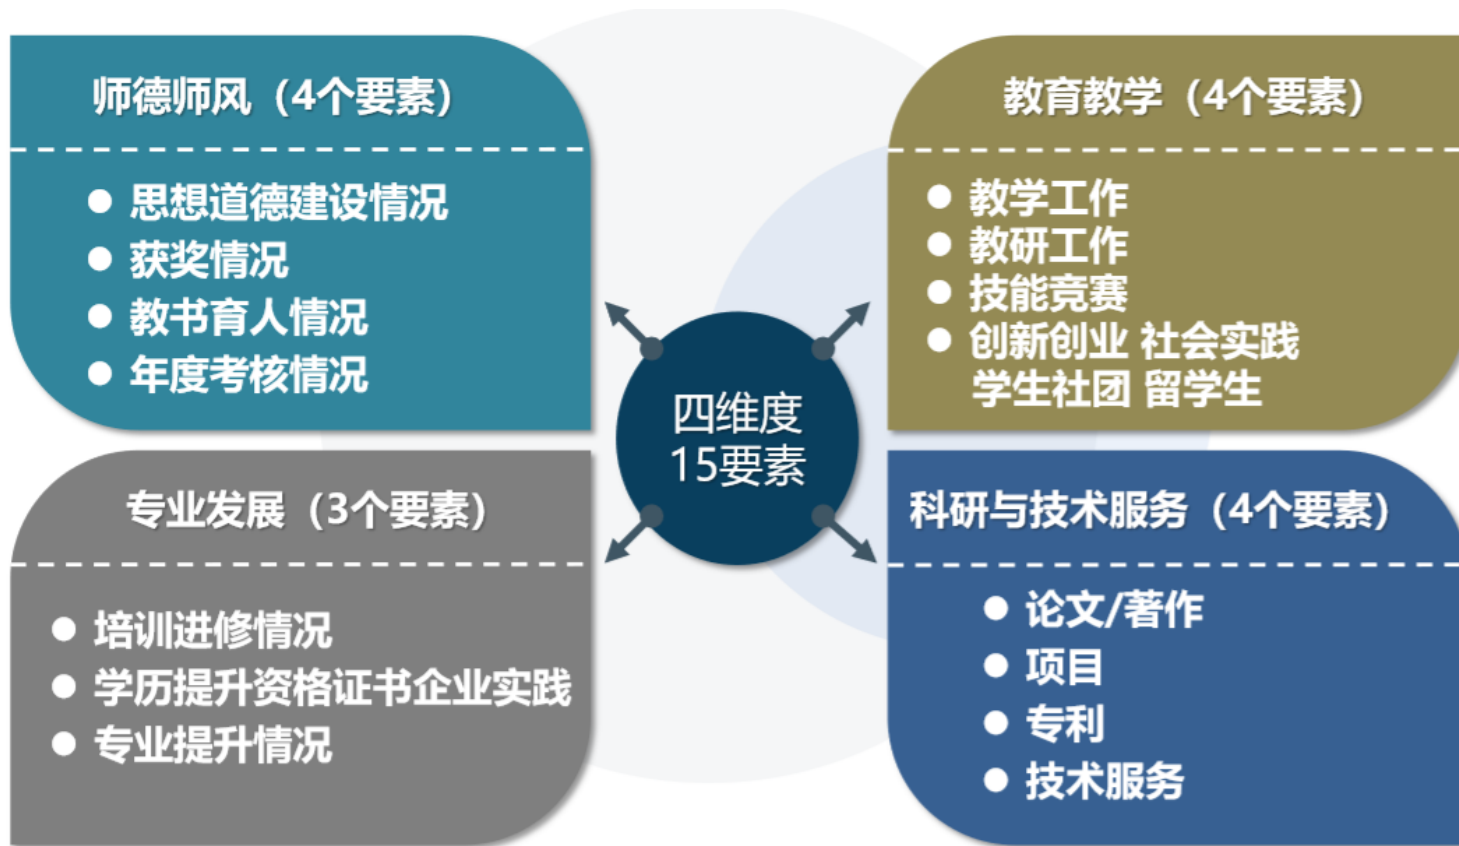 师德师风（4个要素）
● 思想道德建设情况
● 获奖情况
● 教书育人情况
● 年度考核情况
教育教学（4个要素）
● 教学工作
● 教研工作
● 技能竞赛
● 创新创业 社会实践
学生社团 留学生
四维度
15要素
专业发展（3个要素）
● 培训进修情况
● 学历提升资格证书企业实践
● 专业提升情况
科研与技术服务（4个要素）
● 论文/著作
● 项目
● 专利
● 技术服务